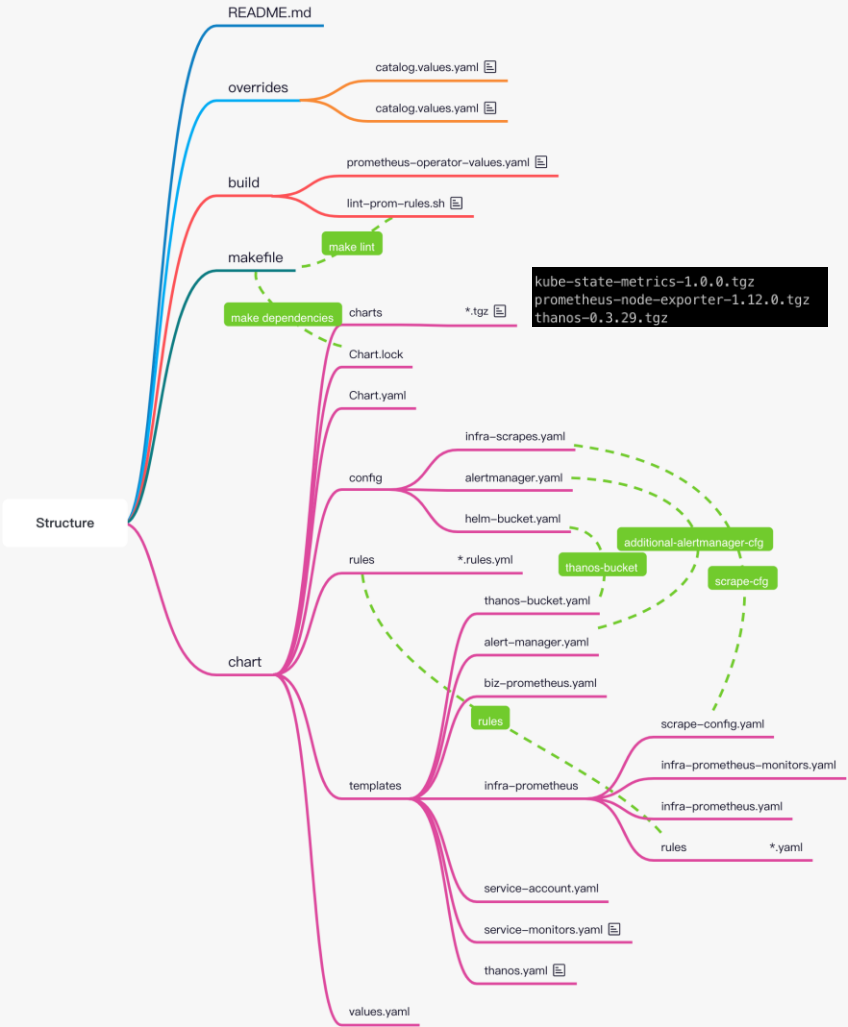 README.md
overrides
catalog.values.yaml
catalog.values.yaml
build
prometheus-operator-values.yaml
lint-prom-rules.sh
makefile
make lint
make dependencies
charts
*.tgz
kube-state-metrics-1.0.0.tgz
prometheus-node-exporter-1.12.0.tgz
thanos-0.3.29.tgz
Chart.lock
Chart.yaml
config
infra-scrapes.yaml
alertmanager.yaml
helm-bucket.yaml
additional-alertmanager-cfg
thanos-bucket
scrape-cfg
Structure
rules
*.rules.yml
chart
thanos-bucket.yaml
alert-manager.yaml
biz-prometheus.yaml
rules
templates
infra-prometheus
scrape-config.yaml
infra-prometheus-monitors.yaml
infra-prometheus.yaml
rules
*.yaml
service-account.yaml
service-monitors.yaml
thanos.yaml
values.yaml